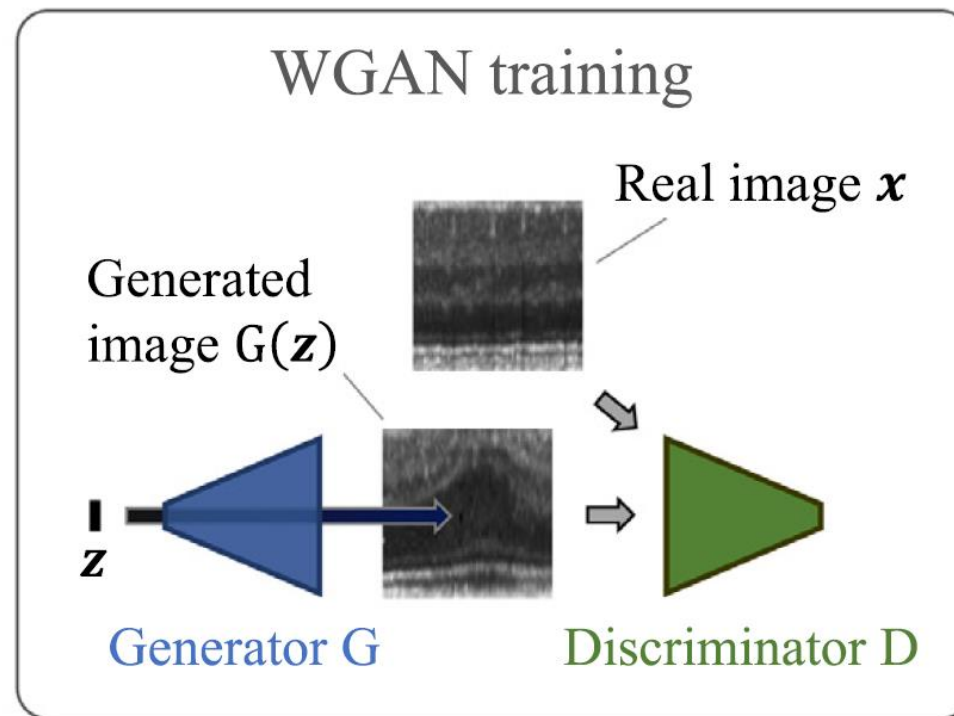 WGAN training
Real image x
Generated
image G(z)
z
Generator G
Discriminator D